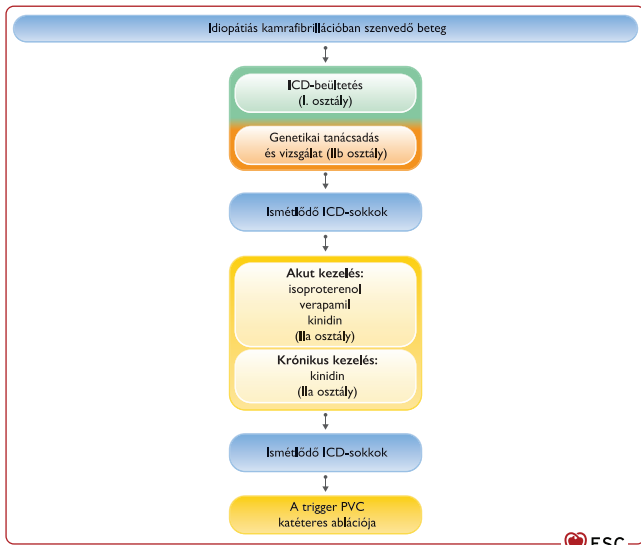 Idiopátiás kamrafibrillációban szenvedő beteg
ICD-beültetés
(I. osztály)
Genetikai tanácsadás
és vizsgálat (IIb osztály)
Ismétlődő ICD-sokkok
Akut kezelés:
isoproterenol
verapamil
kinidin
(IIa osztály)
Krónikus kezelés:
kinidin
(IIa osztály)
Ismétlődő ICD-sokkok
A trigger PVC
katéteres ablációja
ESC